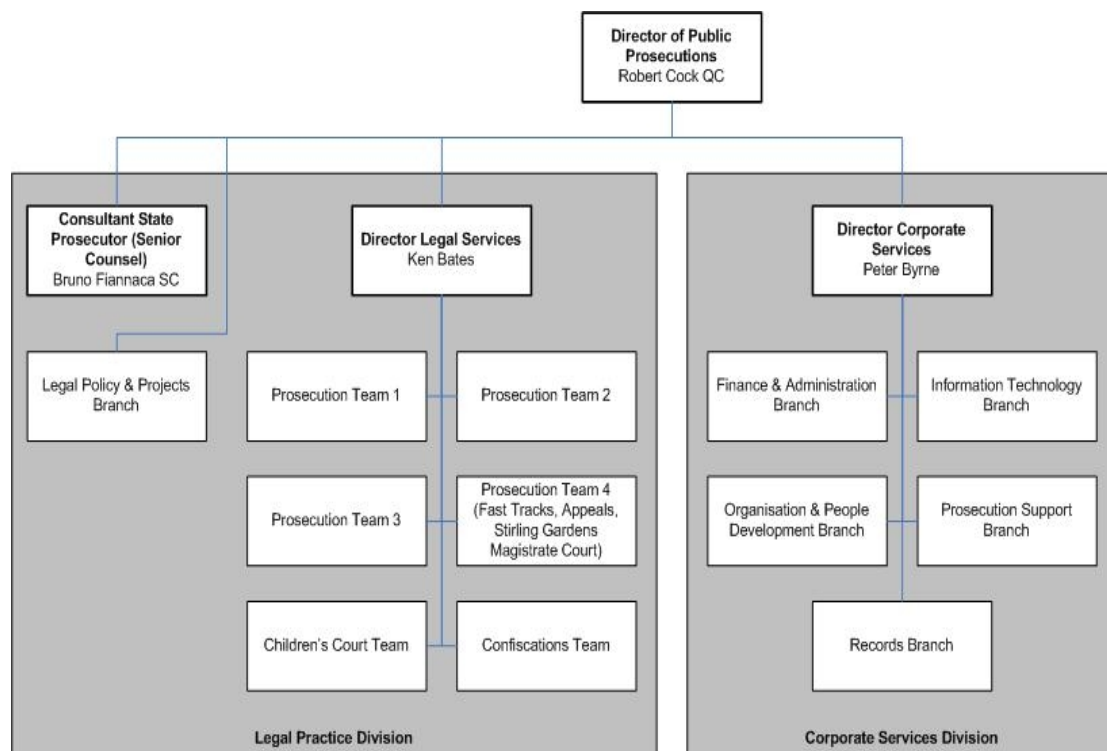 Director of Public
Prosecutions
Robert Cock QC
Consultant State
Prosecutor (Senior
Counsel)
Bruno Fiannaca SC
Director Legal Services
Ken Bates
Director Corporate
Services
Peter Byrne
Legal Policy & Projects
Branch
Prosecution Team 1
Prosecution Team 2
Finance & Administration
Branch
Information Technology
Branch
Prosecution Team 3
Prosecution Team 4
(Fast Tracks, Appeals,
Stirling Gardens
Magistrate Court)
Organisation & People
Development Branch
Prosecution Support
Branch
Children's Court Team
Confiscations Team
Records Branch
Legal Practice Division
Corporate Services Division